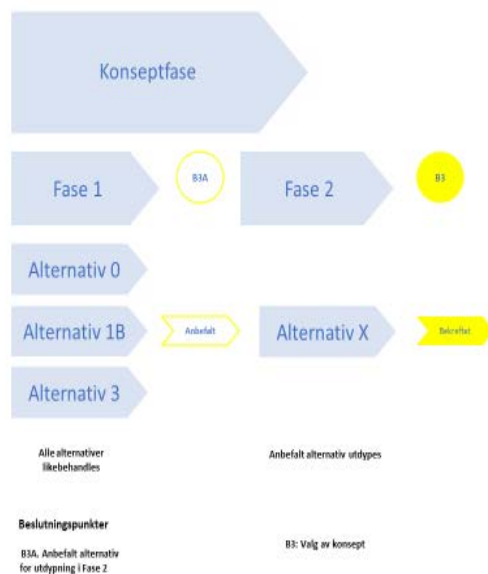 Konseptfase
Fase 1
B3A
Fase 2
B3
Alternativ 0
Alternativ 1B
Anbefalt
Alternativ X
Bekreftet
Alternativ 3
Alle alternativer
likebehandles
Anbefalt alternativ utdypes
Beslutningspunkter
B3A. Anbefalt alternativ
for utdypning i Fase 2
B3: Valg av konsept